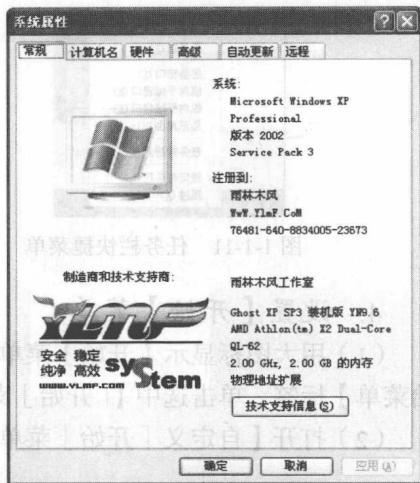 系统属性
常规 计算机名 硬件 高级 自动更新 远程
系统:
Microsoft Windows XP
Professional
版本 2002
Service Pack 3
注册到:
雨林木风
WwW.YlmF.CoM
76481-640-8834005-23673
制造商和技术支持商:
雨林木风工作室
YLMF
安全 稳定
纯净 高效
system
www.YLMF.com
Ghost XP SP3 装机版 YN9.6
AMD Athlon(tm) X2 Dual-Core
QL-62
2.00 GHz, 2.00 GB 的内存
物理地址扩展
技术支持信息(S)
确定 取消 应用(A)